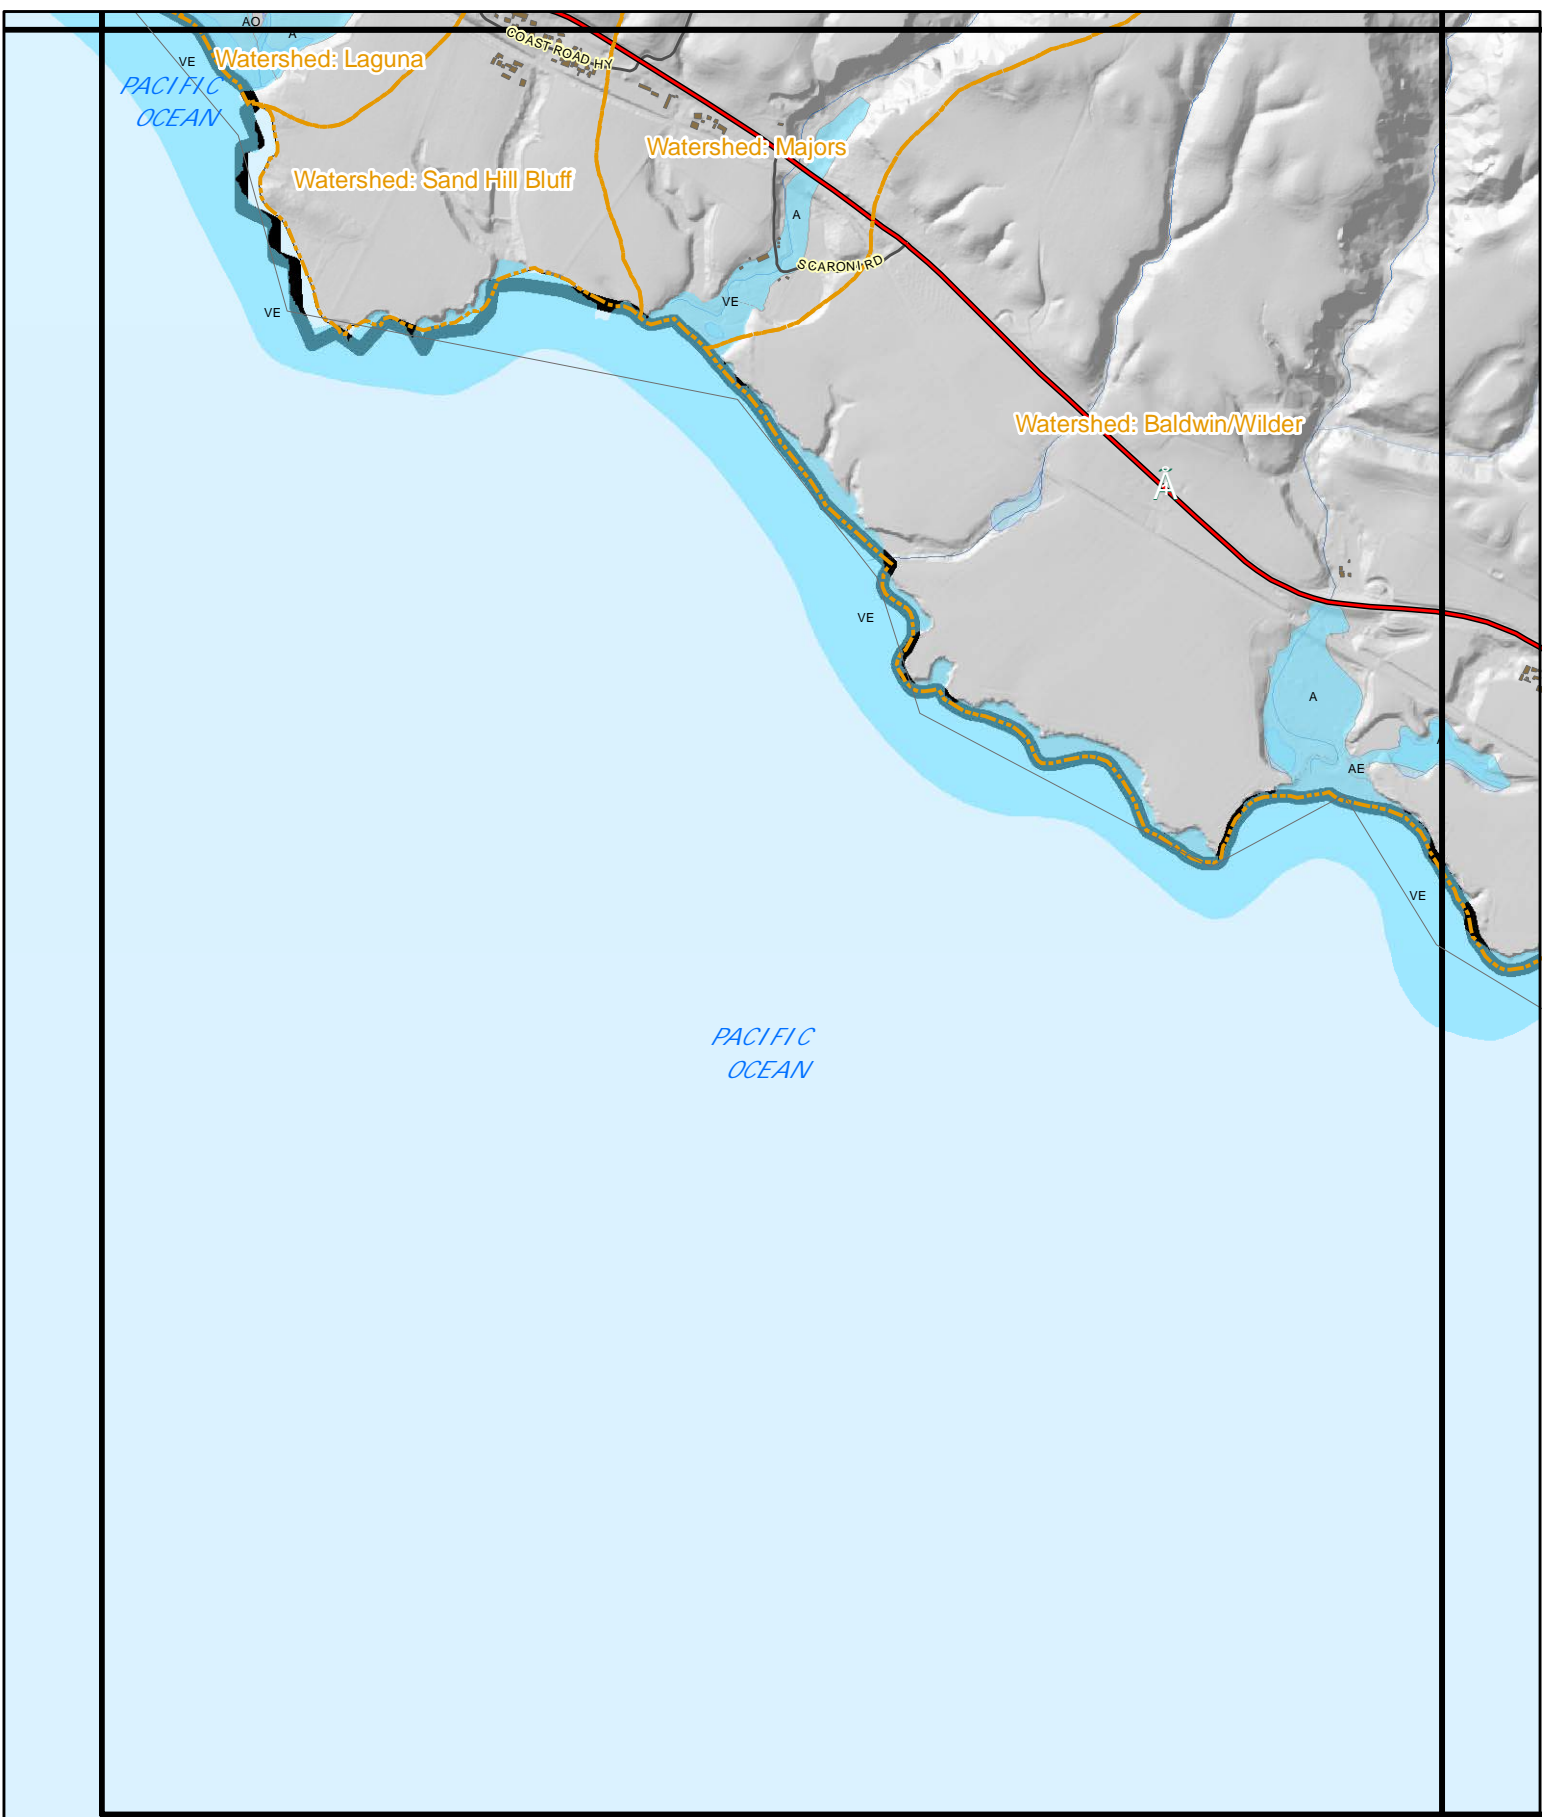 AO
A
COAST ROAD HY
VE
Watershed: Laguna
PACIFIC
OCEAN
Watershed: Majors
Watershed: Sand Hill Bluff
A
SCARONI RD
VE
VE
Watershed: Baldwin/Wilder
Å
VE
A
AE
VE
PACIFIC
OCEAN